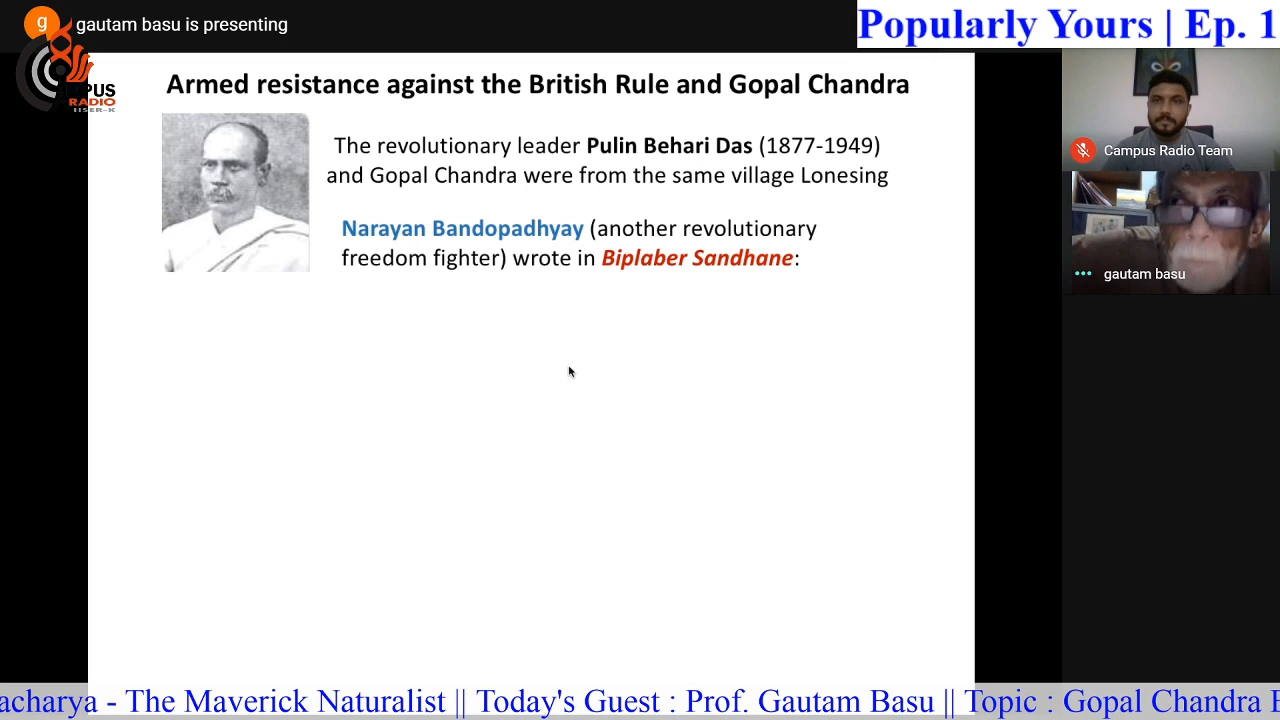 g
gautam basu is presenting
Popularly Yours | Ep. 1
RADIO
IISER-K
Armed resistance against the British Rule and Gopal Chandra
The revolutionary leader Pulin Behari Das (1877-1949)
and Gopal Chandra were from the same village Lonesing
Narayan Bandopadhyay (another revolutionary
freedom fighter) wrote in Biplaber Sandhane:
Campus Radio Team
gautam basu
acharya - The Maverick Naturalist || Today's Guest : Prof. Gautam Basu || Topic : Gopal Chandra